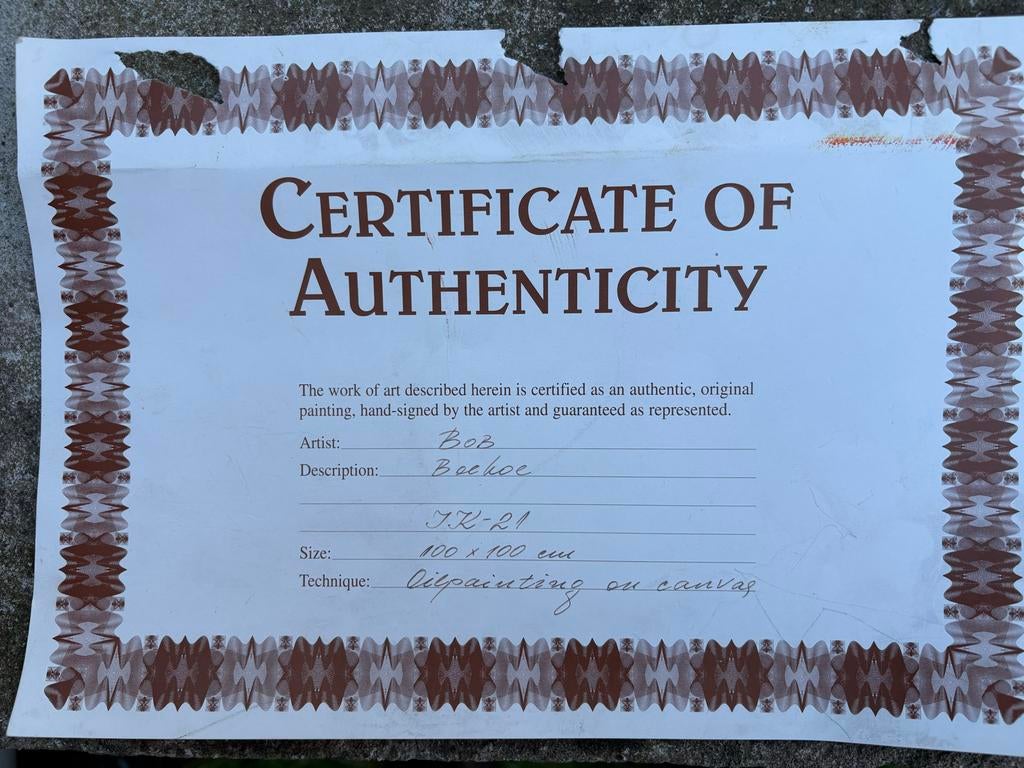 CERTIFICATE OF
AUTHENTICITY
The work of art described herein is certified as an authentic, original
painting, hand-signed by the artist and guaranteed as represented.
Artist: Bob
Description:
-21
Size: 100 x 100 cm
Technique: Oilpainting on canvas